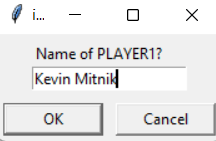 i...
Name of PLAYER1?
Kevin Mitnik
OK Cancel